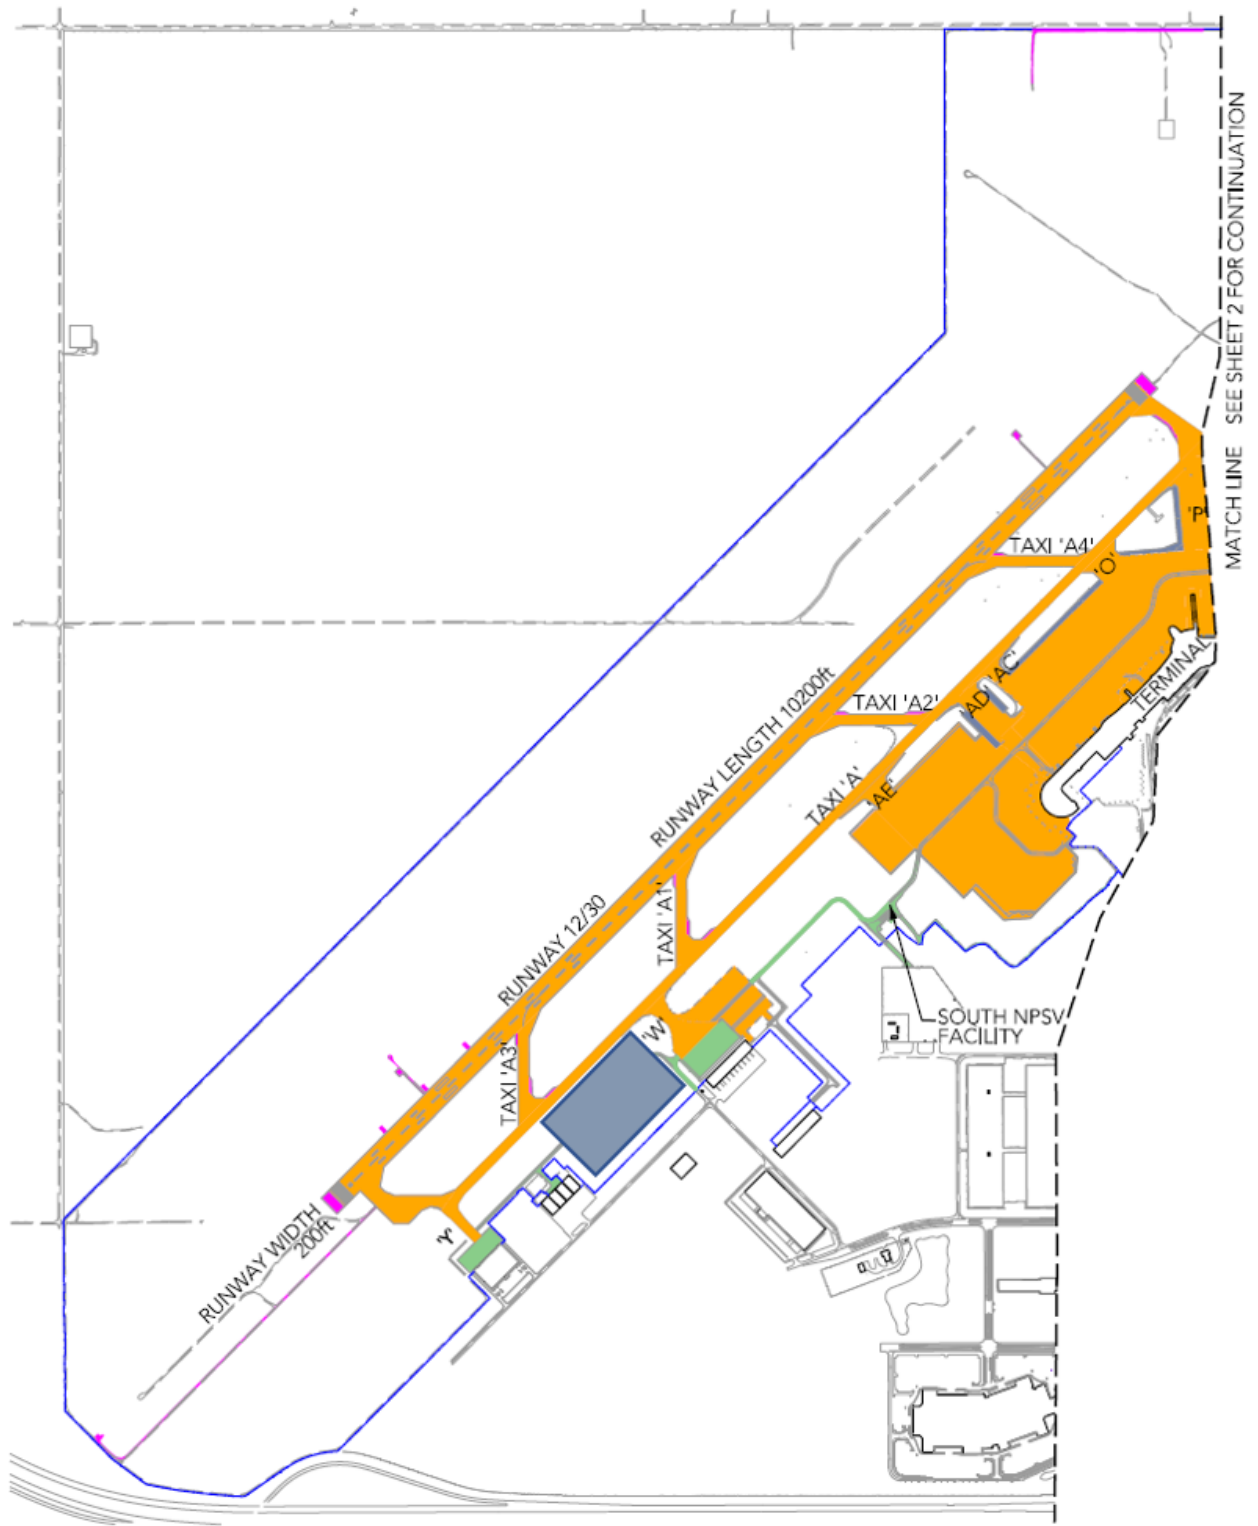 MATCH LINE SEE SHEET 2 FOR CONTINUATION
'P'
TAXI 'A4'
'O'
TERMINAL
'AC'
'AD'
TAXI 'A2'
RUNWAY LENGTH 10200ft
TAXI 'A'
'AE'
TAXI 'A1'
RUNWAY 12/30
SOUTH NPSV
FACILITY
'W'
TAXI 'A3'
RUNWAY WIDTH
200ft
'Y'